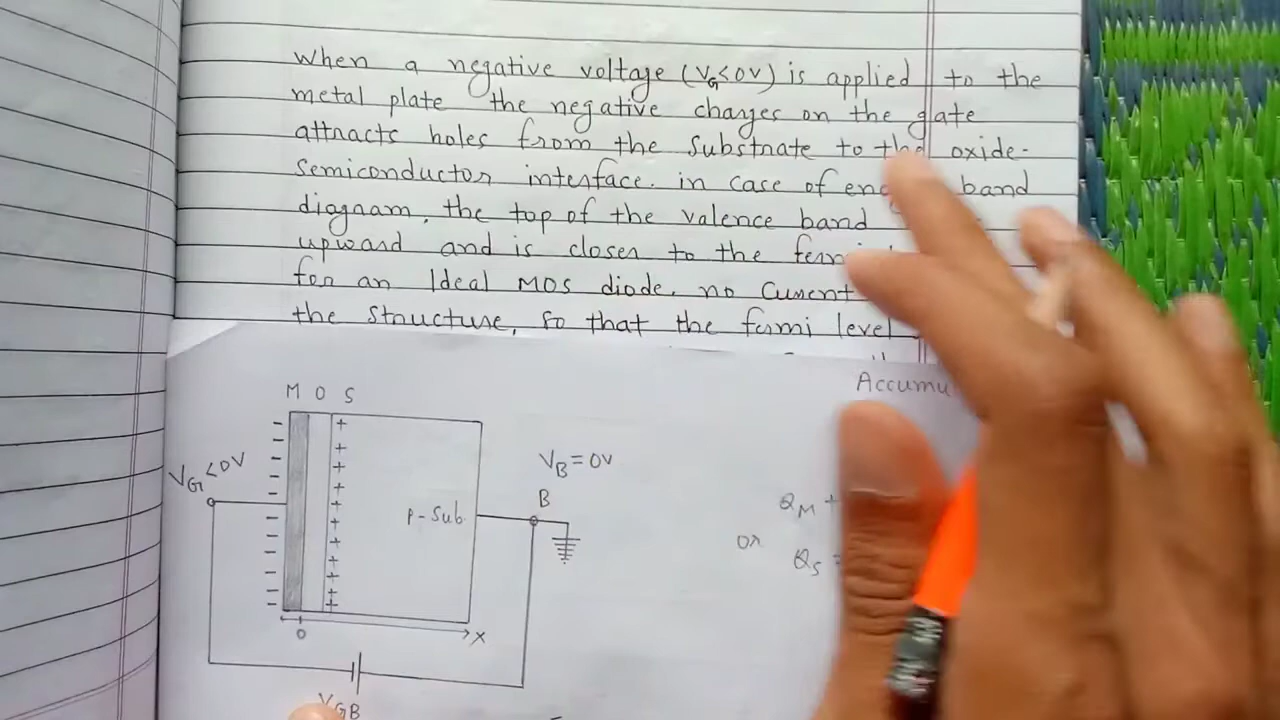 When a negative voltage (VG<0V) is applied to the
metal plate the negative charges on the gate
attracts holes from the substrate to the oxide-
semiconductor interface. in case of band
diagram, the top of the valence band
upward and is closer to the
for an Ideal MOS diode. no current
the structure, so that the fermi level
M O S
VG<0V
VB=0V
B
P-Sub.
QM +
or
QS =
0
X
VGB